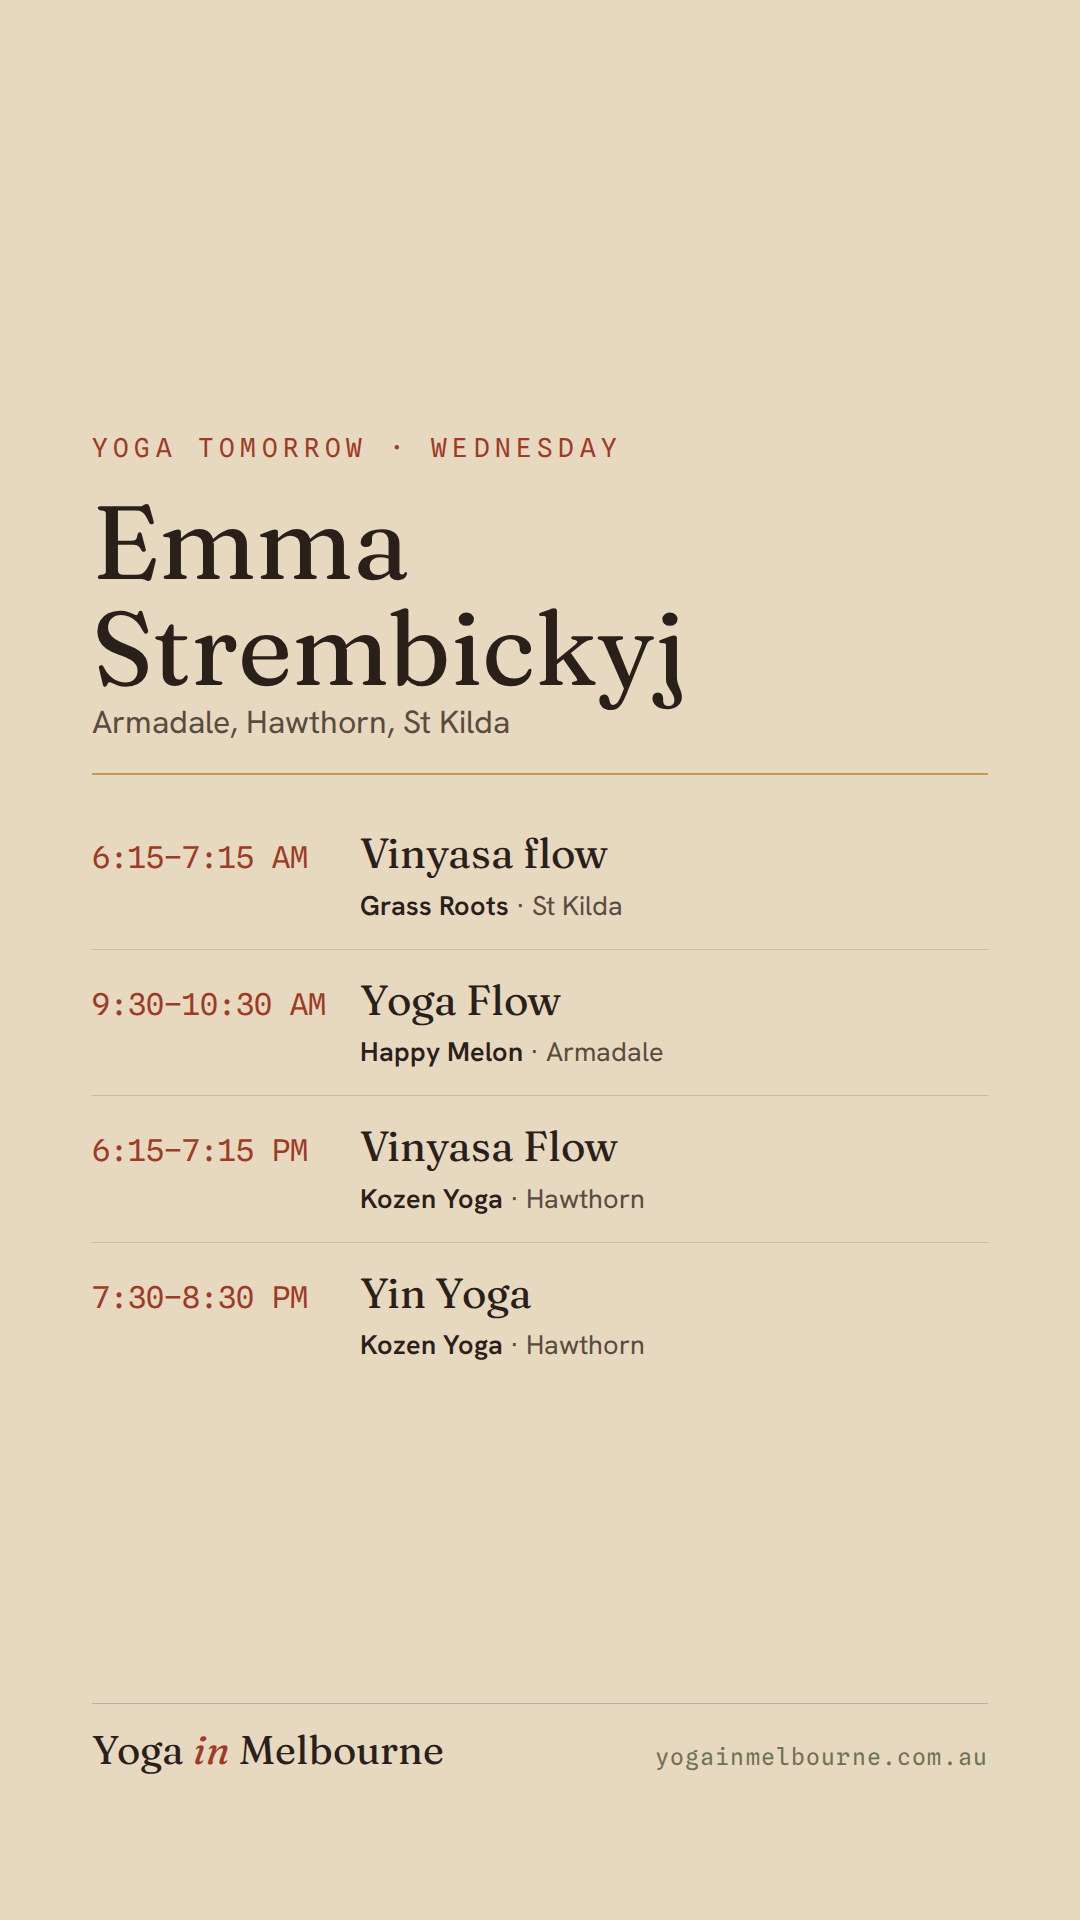 YOGA TOMORROW · WEDNESDAY
Emma
Strembickyj
Armadale, Hawthorn, St Kilda
6:15–7:15 AM Vinyasa flow
Grass Roots · St Kilda
9:30–10:30 AM Yoga Flow
Happy Melon · Armadale
6:15–7:15 PM Vinyasa Flow
Kozen Yoga · Hawthorn
7:30–8:30 PM Yin Yoga
Kozen Yoga · Hawthorn
Yoga in Melbourne yogainmelbourne.com.au